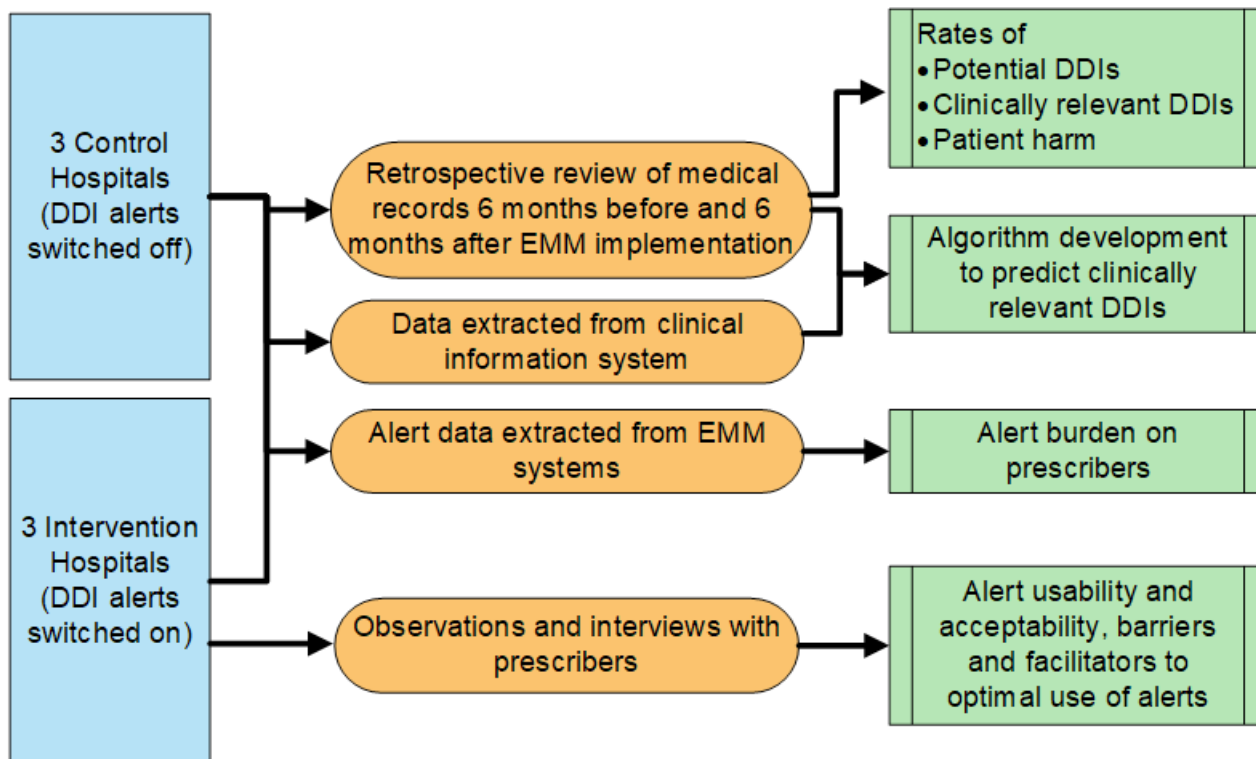 3 Control
Hospitals
(DDI alerts
switched off)
3 Intervention
Hospitals
(DDI alerts
switched on)
Retrospective review of medical
records 6 months before and 6
months after EMM implementation
Data extracted from clinical
information system
Alert data extracted from EMM
systems
Observations and interviews with
prescribers
Rates of
•Potential DDIs
•Clinically relevant DDIs
•Patient harm
Algorithm development
to predict clinically
relevant DDIs
Alert burden on
prescribers
Alert usability and
acceptability, barriers
and facilitators to
optimal use of alerts